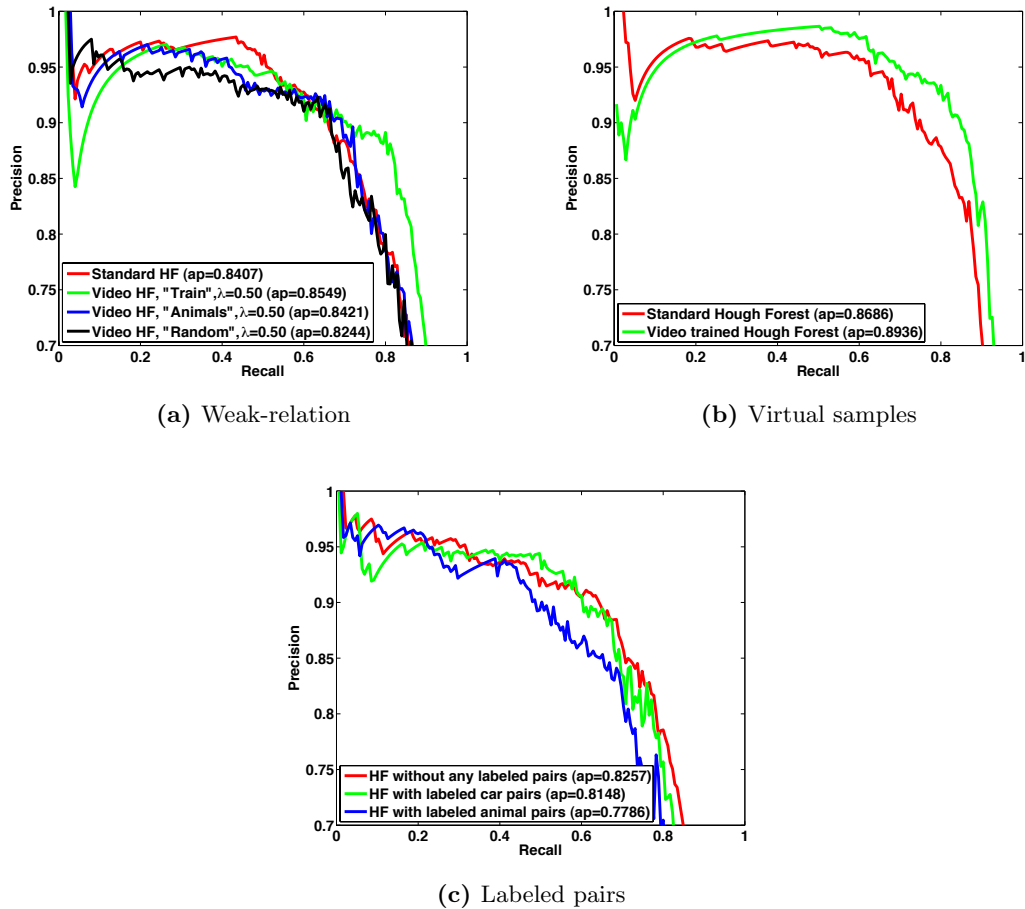 1
0.95
0.9
0.85
0.8
0.75
0.7
Precision
0 0.2 0.4 0.6 0.8 1
Recall
Standard HF (ap=0.8407)
Video HF, "Train",λ=0.50 (ap=0.8549)
Video HF, "Animals",λ=0.50 (ap=0.8421)
Video HF, "Random",λ=0.50 (ap=0.8244)
(a) Weak-relation
1
0.95
0.9
0.85
0.8
0.75
0.7
Precision
0 0.2 0.4 0.6 0.8 1
Recall
Standard Hough Forest (ap=0.8686)
Video trained Hough Forest (ap=0.8936)
(b) Virtual samples
1
0.95
0.9
0.85
0.8
0.75
0.7
Precision
0 0.2 0.4 0.6 0.8 1
Recall
HF without any labeled pairs (ap=0.8257)
HF with labeled car pairs (ap=0.8148)
HF with labeled animal pairs (ap=0.7786)
(c) Labeled pairs